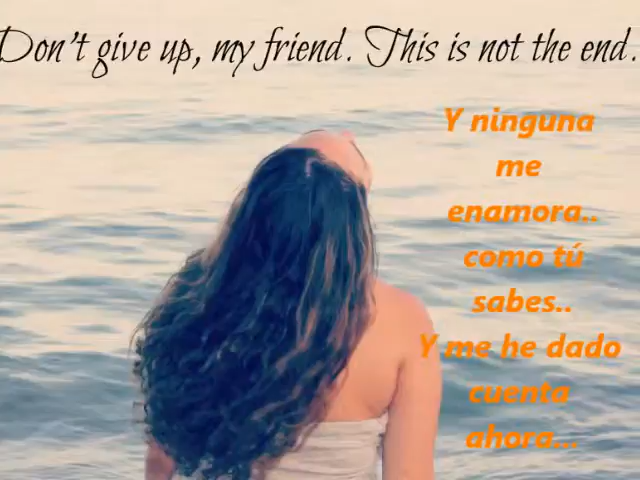 Don't give up, my friend. This is not the end.
Y ninguna
me
enamora..
como tú
sabes..
Y me he dado
cuenta
ahora...